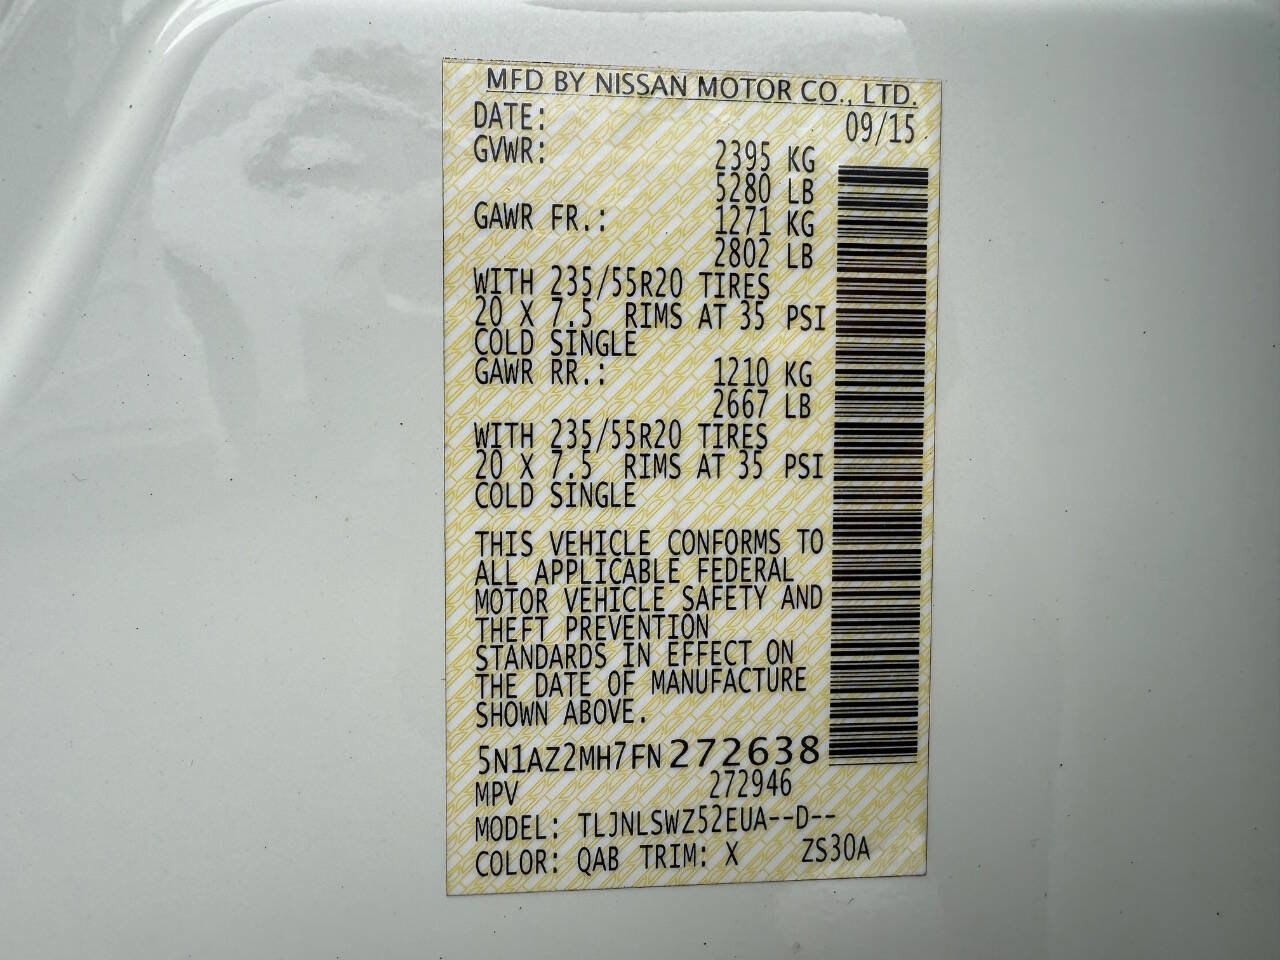 MFD BY NISSAN MOTOR CO., LTD.
DATE: 09/15
GVWR: 2395 KG
5280 LB
GAWR FR.: 1271 KG
2802 LB
WITH 235/55R20 TIRES
20 X 7.5 RIMS AT 35 PSI
COLD SINGLE
GAWR RR.: 1210 KG
2667 LB
WITH 235/55R20 TIRES
20 X 7.5 RIMS AT 35 PSI
COLD SINGLE
THIS VEHICLE CONFORMS TO
ALL APPLICABLE FEDERAL
MOTOR VEHICLE SAFETY AND
THEFT PREVENTION
STANDARDS IN EFFECT ON
THE DATE OF MANUFACTURE
SHOWN ABOVE.
5N1AZ2MH7FN272638
MPV 272946
MODEL: TLJNLSWZ52EUA--D--
COLOR: QAB TRIM: X ZS30A